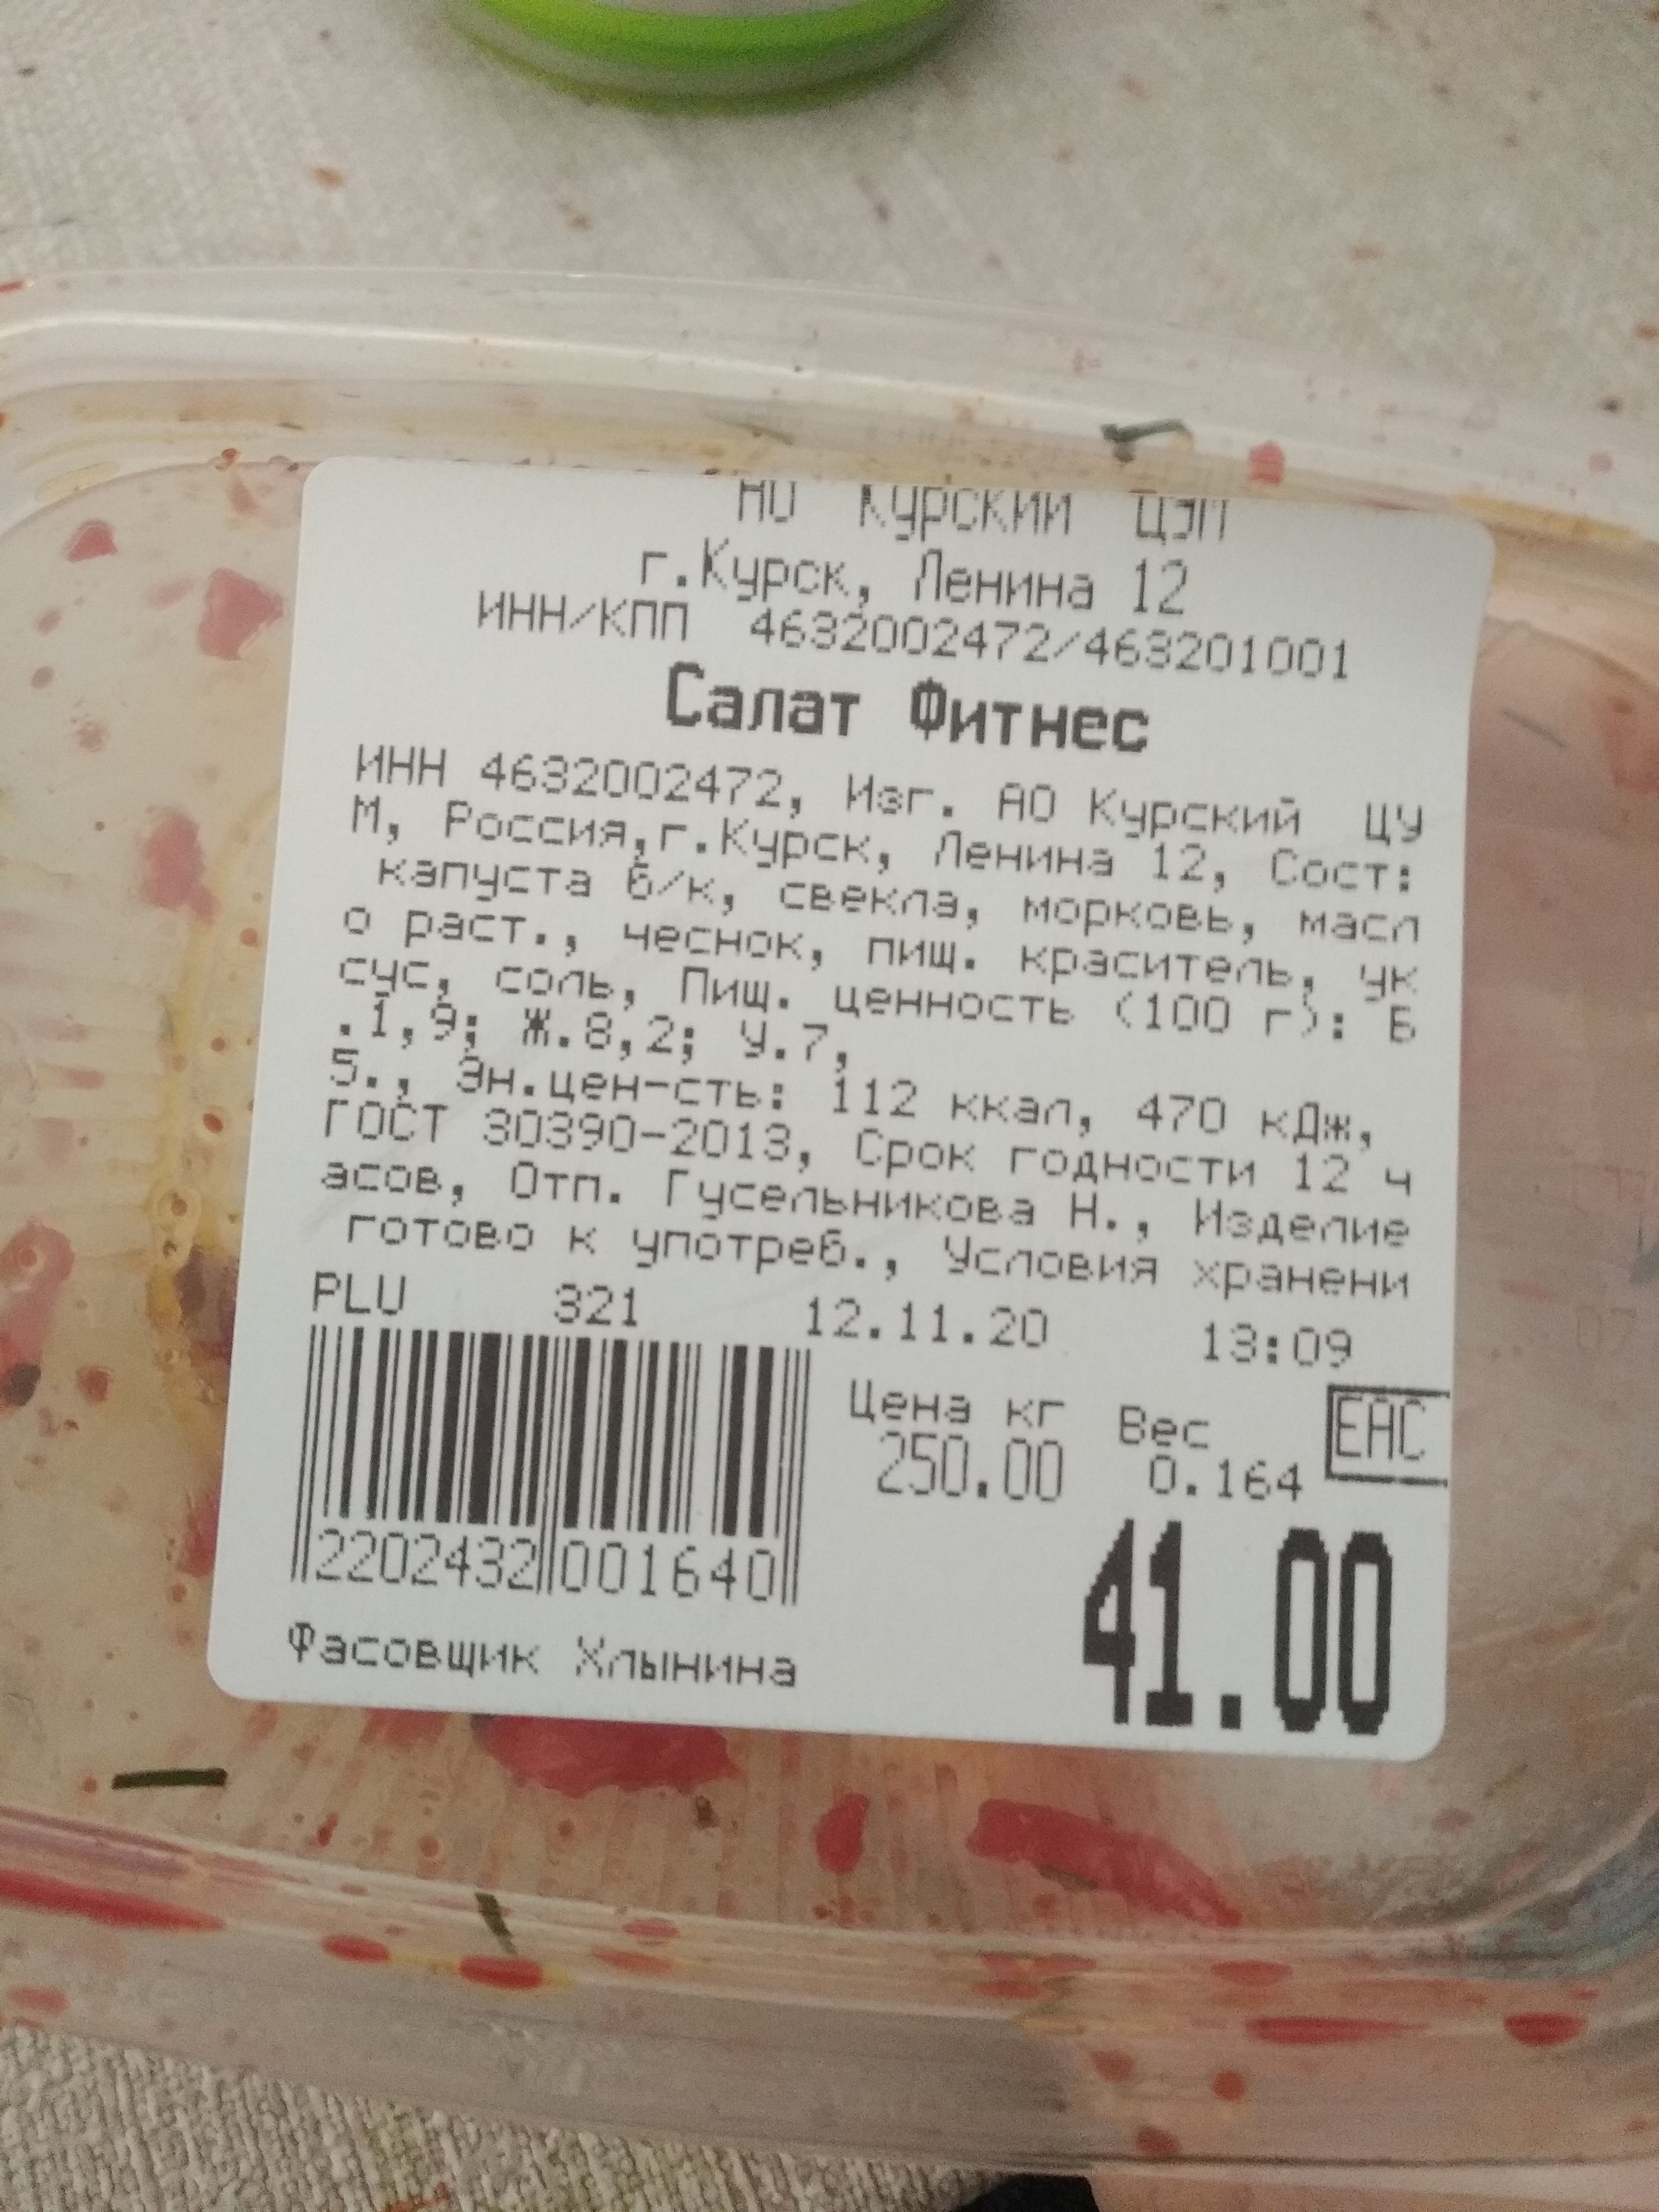 АО Курский ЦУМ
г.Курск, Ленина 12
ИНН/КПП 4632002472/463201001
Салат Фитнес
ИНН 4632002472, Изг. АО Курский ЦУ
М, Россия,г.Курск, Ленина 12, Сост:
капуста б/к, свекла, морковь, масл
о раст., чеснок, пищ. краситель, ук
сус, соль, Пищ. ценность (100 г): Б
.1,9; Ж.8,2; У.7,
5., Эн.цен-сть: 112 ккал, 470 кДж,
ГОСТ 30390-2013, Срок годности 12 ч
асов, Отп. Гусельникова Н., Изделие
готово к употреб., Условия хранени
PLU 321 12.11.20 13:09
Цена кг Вес EAC
250.00 0.164
2202432 001640
41.00
Фасовщик Хлынина